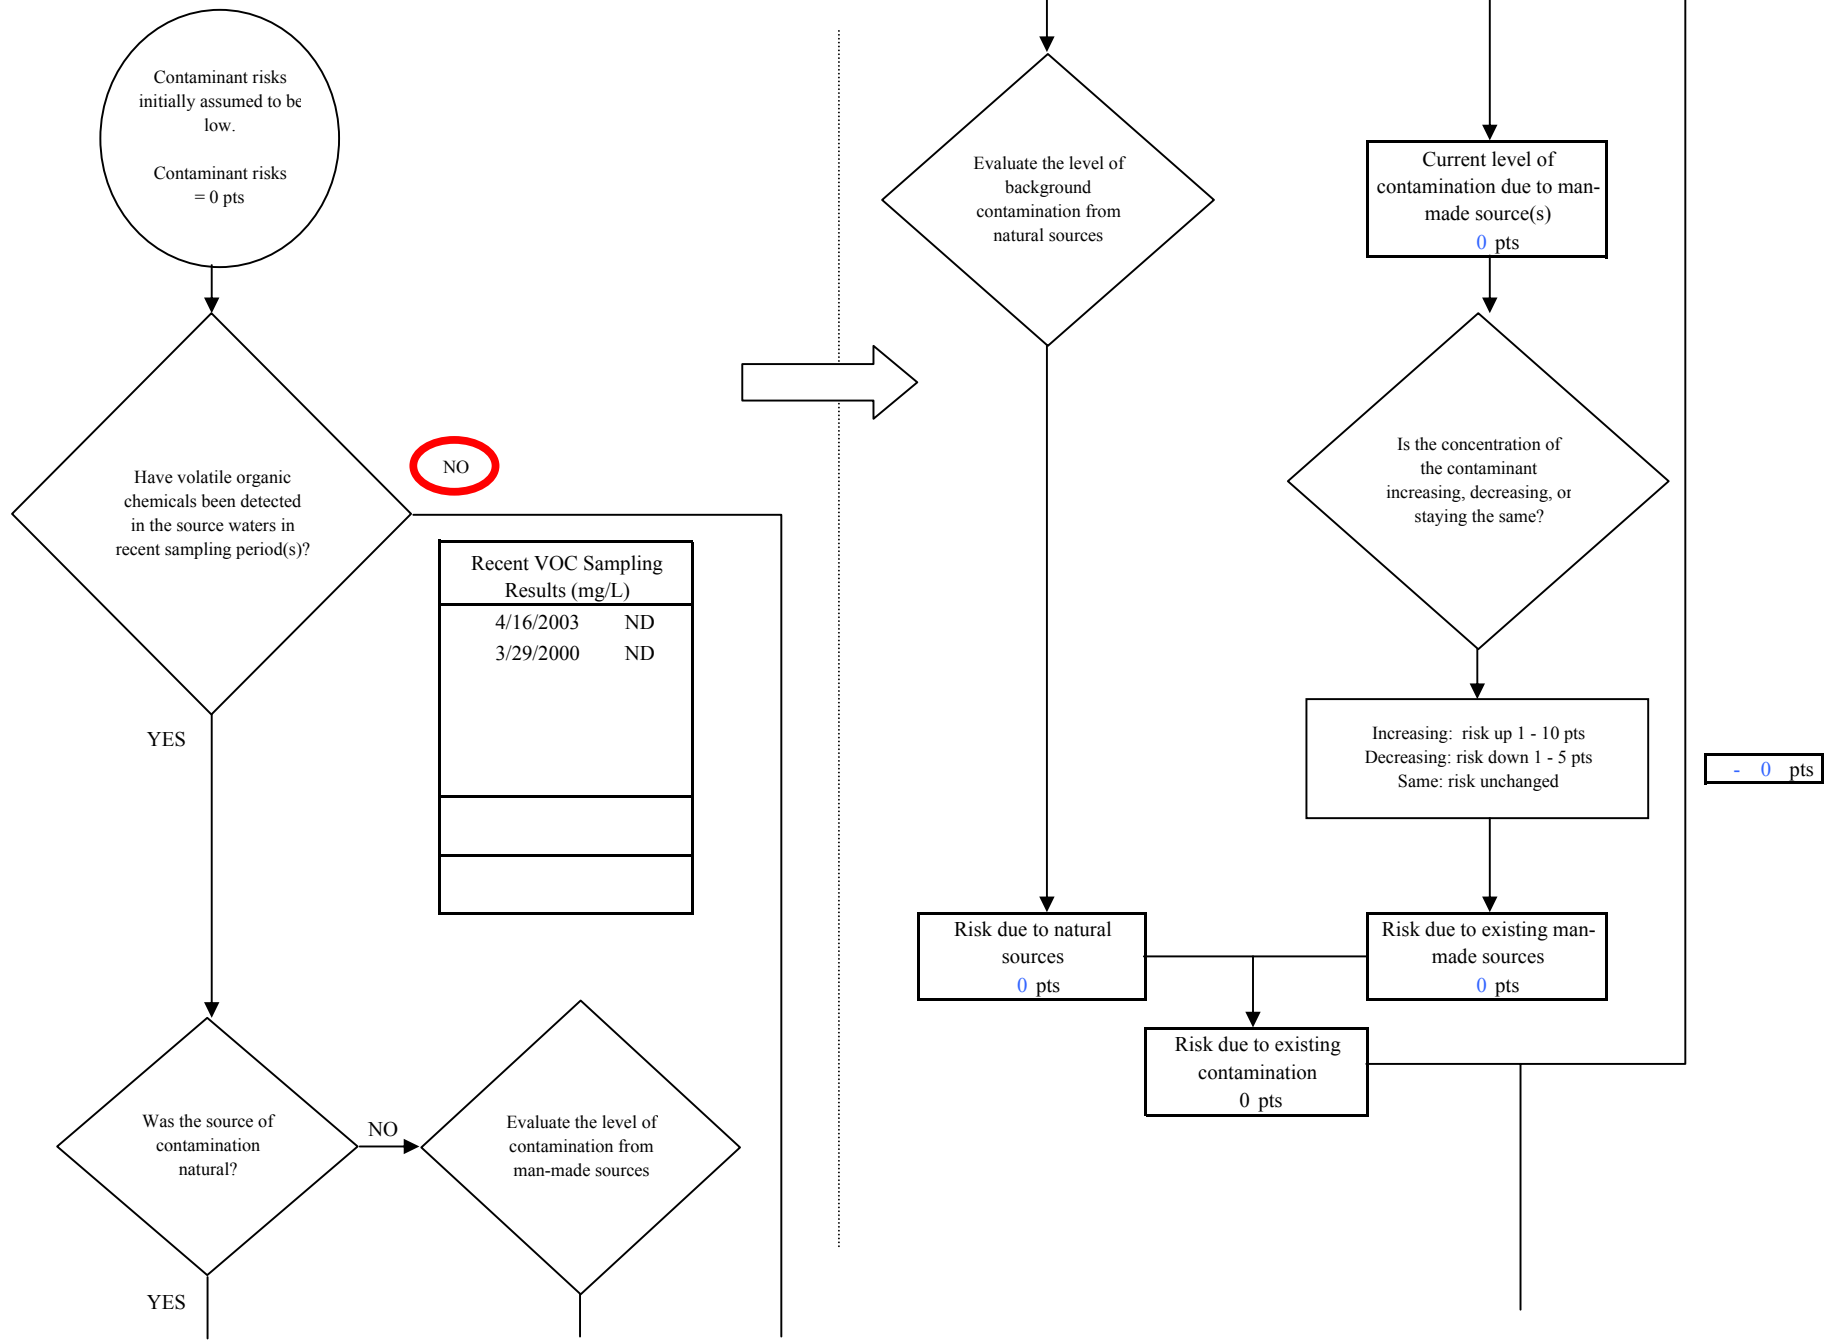 Contaminant risks
initially assumed to be
low.
Contaminant risks
= 0 pts
Have volatile organic
chemicals been detected
in the source waters in
recent sampling period(s)?
NO
Recent VOC Sampling
Results (mg/L)
4/16/2003 ND
3/29/2000 ND
YES
Was the source of
contamination
natural?
NO
Evaluate the level of
contamination from
man-made sources
YES
Evaluate the level of
background
contamination from
natural sources
Current level of
contamination due to man-
made source(s)
0 pts
Is the concentration of
the contaminant
increasing, decreasing, or
staying the same?
Increasing: risk up 1 - 10 pts
Decreasing: risk down 1 - 5 pts
Same: risk unchanged
- 0 pts
Risk due to natural
sources
0 pts
Risk due to existing man-
made sources
0 pts
Risk due to existing
contamination
0 pts